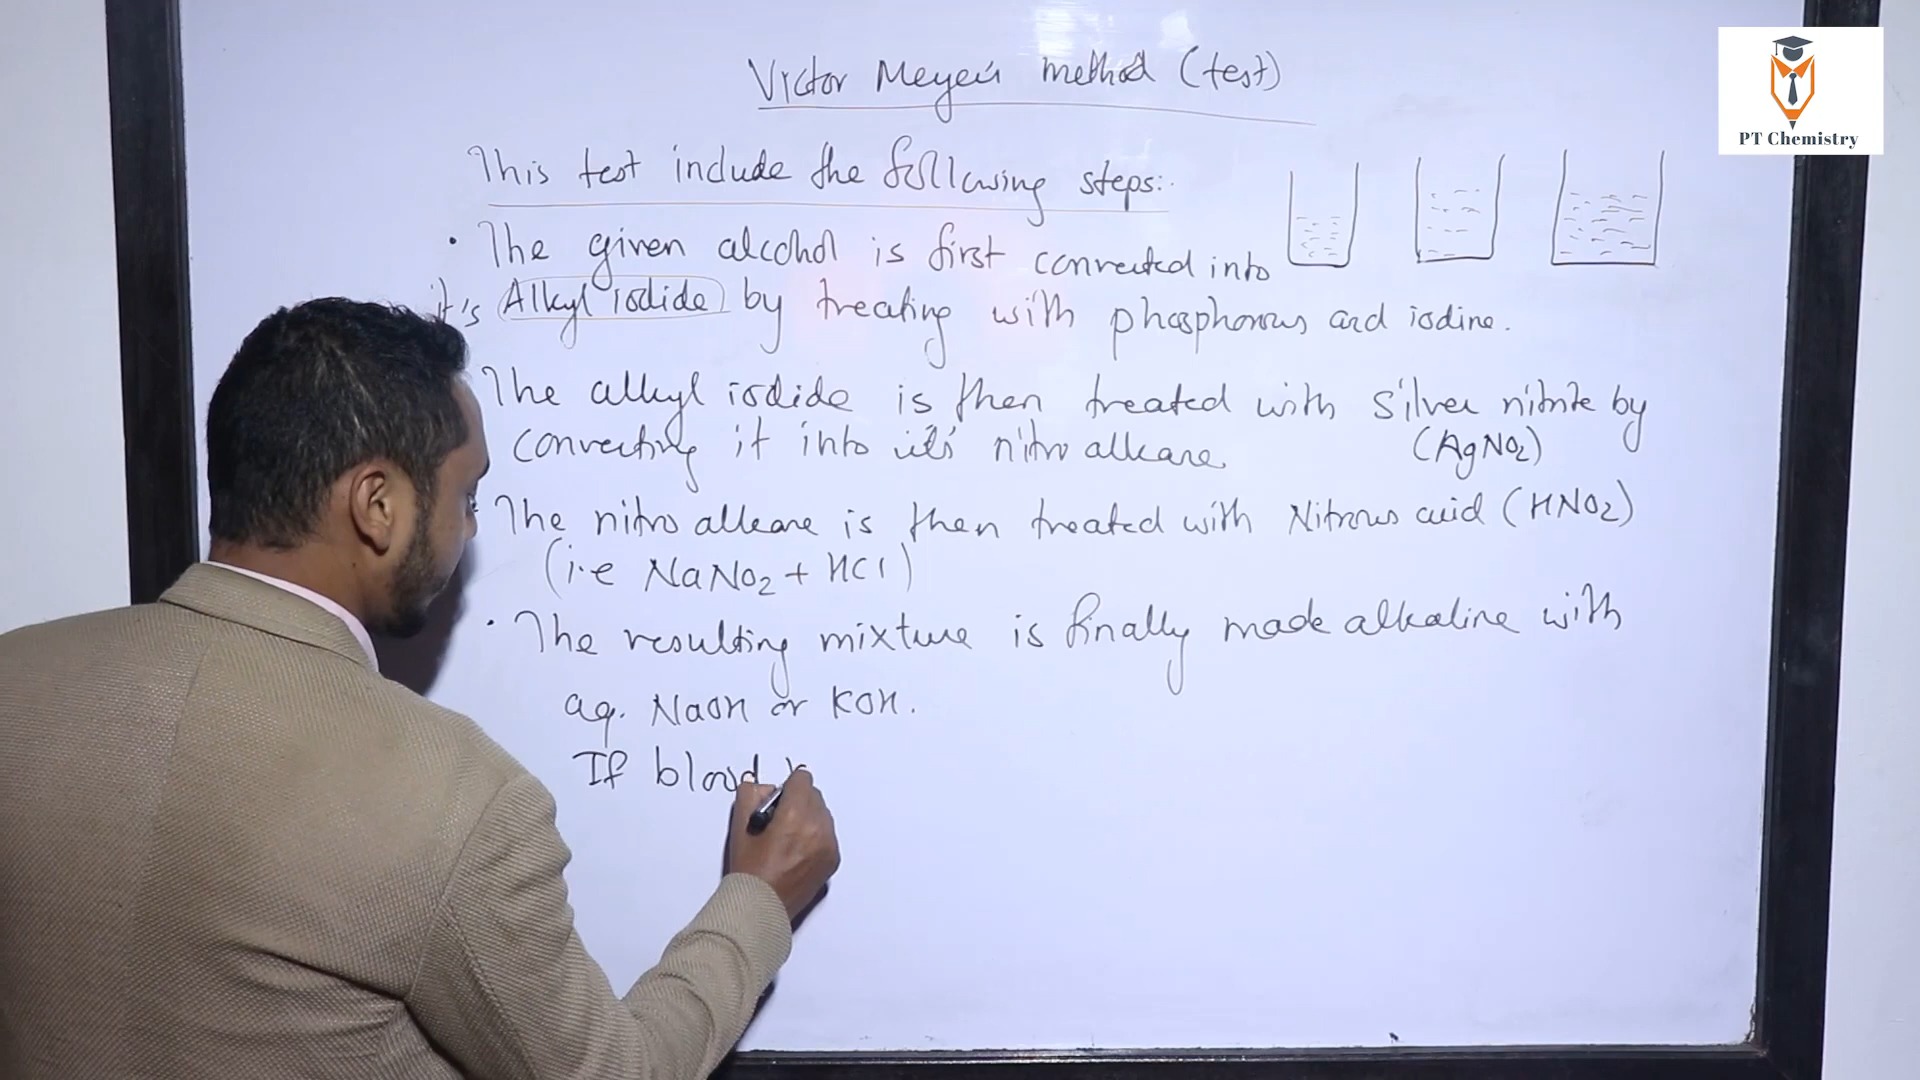 Victor Meyer's method (test)
PT Chemistry
This test include the following steps:
• The given alcohol is first converted into
it's Alkyl iodide by treating with phosphorous and iodine.
The alkyl iodide is then treated with silver nitrite by
converting it into it's nitro alkane (AgNO2)
The nitro alkane is then treated with Nitrous acid (HNO2)
(i.e NaNO2 + HCl)
• The resulting mixture is finally made alkaline with
aq. NaOH or KOH.
If blood